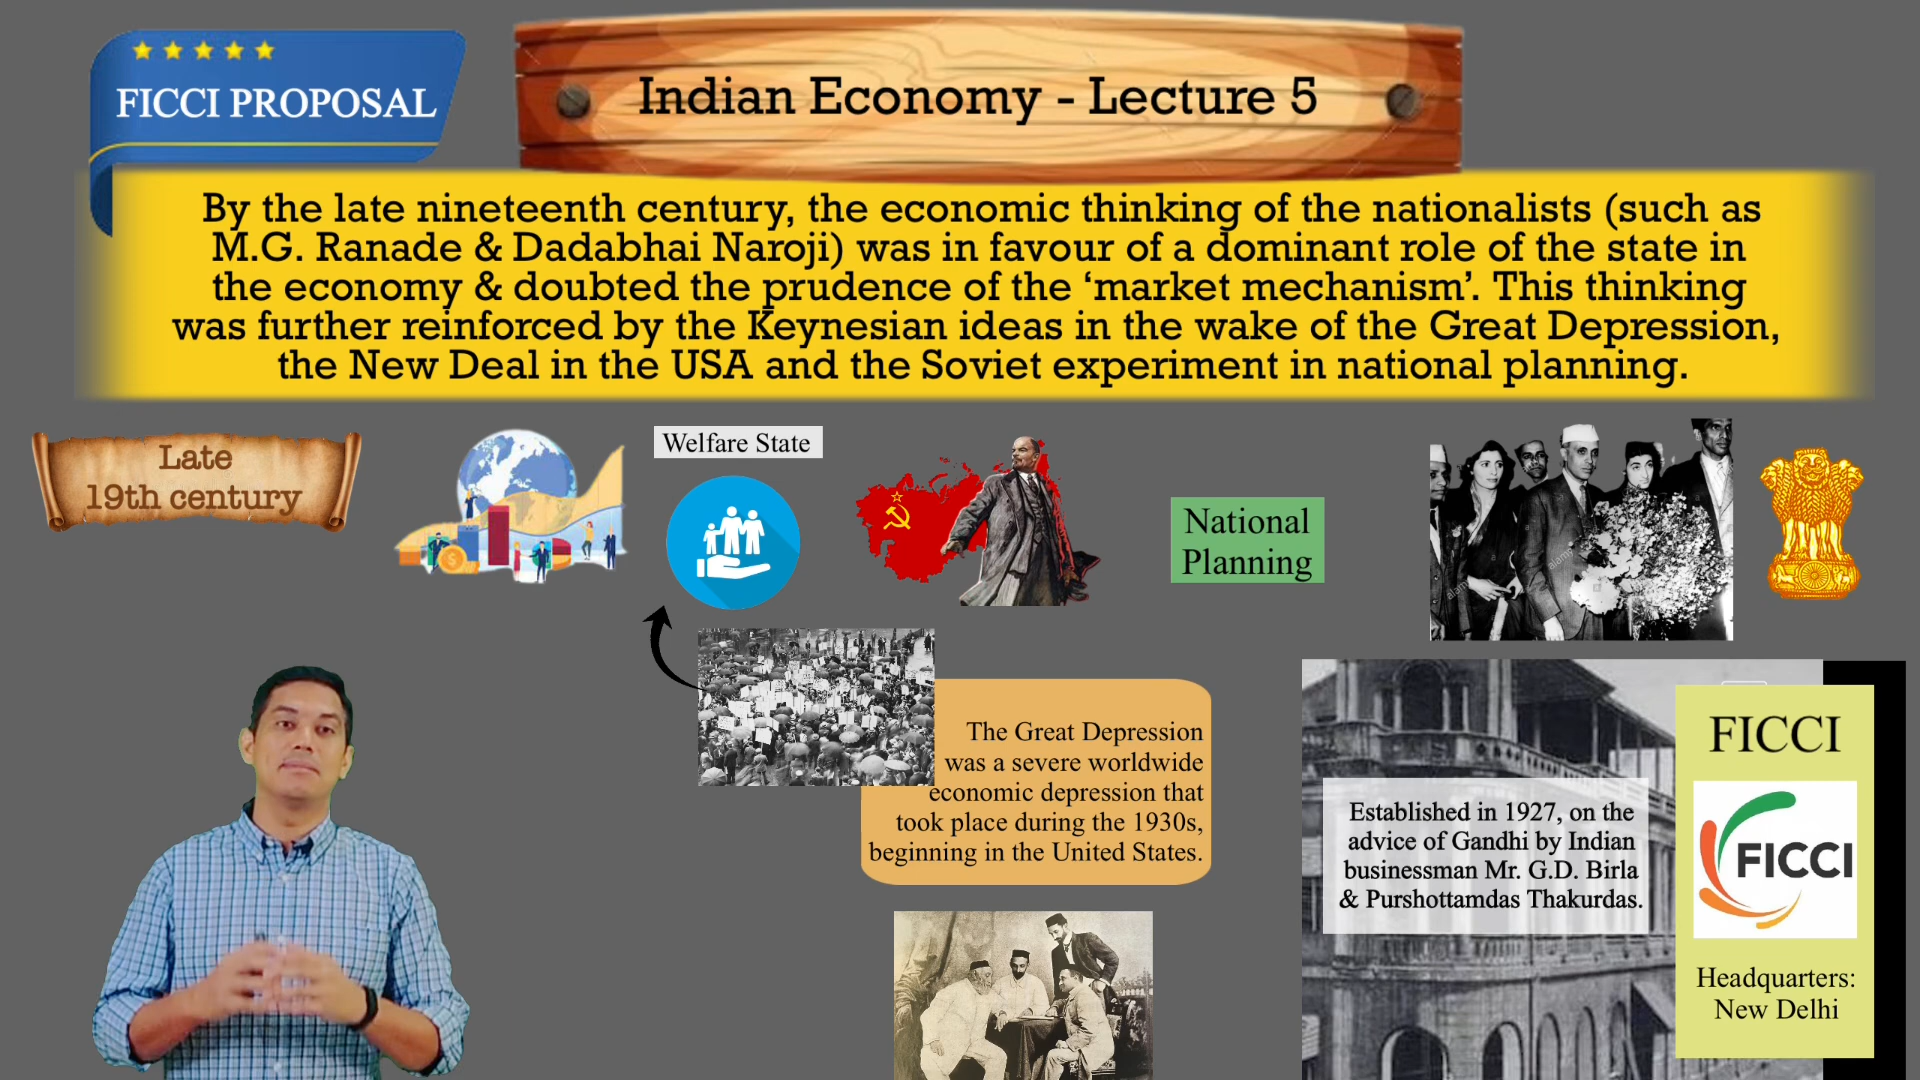 FICCI PROPOSAL
Indian Economy - Lecture 5
By the late nineteenth century, the economic thinking of the nationalists (such as
M.G. Ranade & Dadabhai Naroji) was in favour of a dominant role of the state in
the economy & doubted the prudence of the ‘market mechanism’. This thinking
was further reinforced by the Keynesian ideas in the wake of the Great Depression,
the New Deal in the USA and the Soviet experiment in national planning.
Late
19th century
Welfare State
National
Planning
The Great Depression
was a severe worldwide
economic depression that
took place during the 1930s,
beginning in the United States.
Established in 1927, on the
advice of Gandhi by Indian
businessman Mr. G.D. Birla
& Purshottamdas Thakurdas.
FICCI
FICCI
Headquarters:
New Delhi